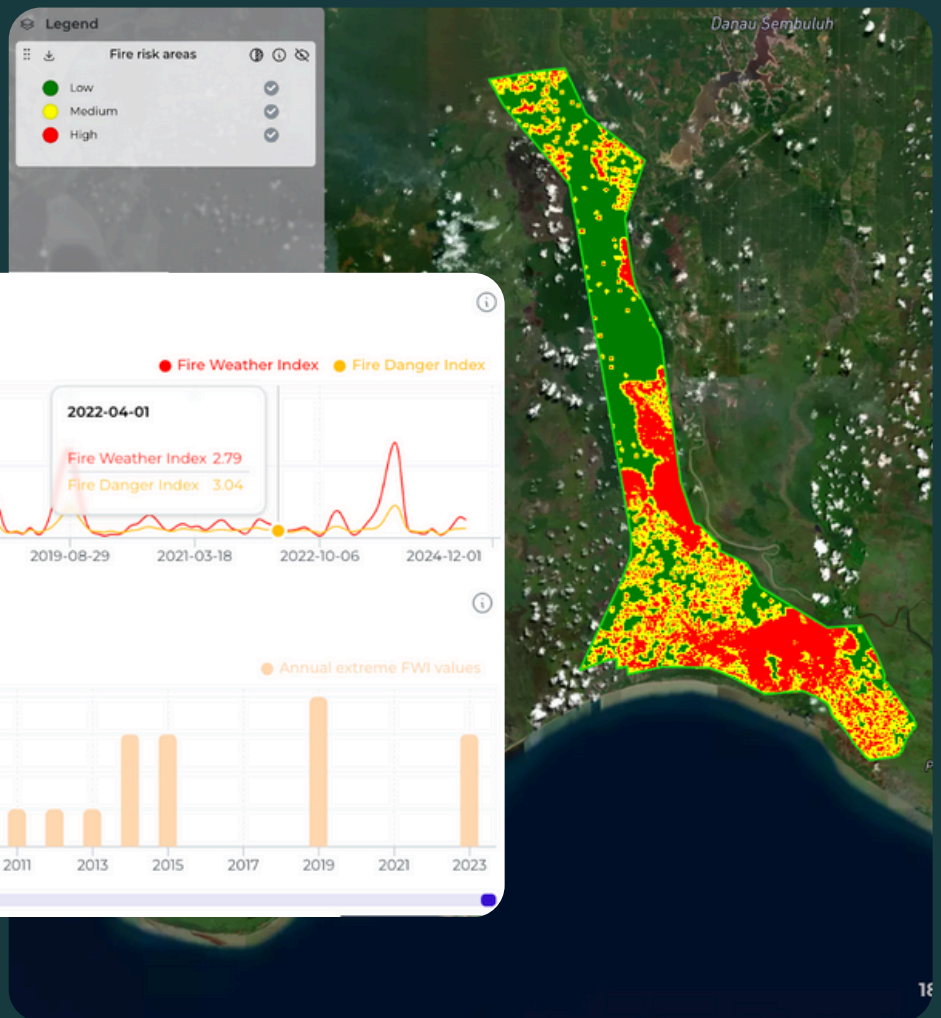 Legend
Danau Sembuluh
Fire risk areas
Low
Medium
High
Fire Weather Index
Fire Danger Index
2022-04-01
Fire Weather Index 2.79
Fire Danger Index 3.04
2019-08-29
2021-03-18
2022-10-06
2024-12-01
Annual extreme FWI values
2011
2013
2015
2017
2019
2021
2023
P
18